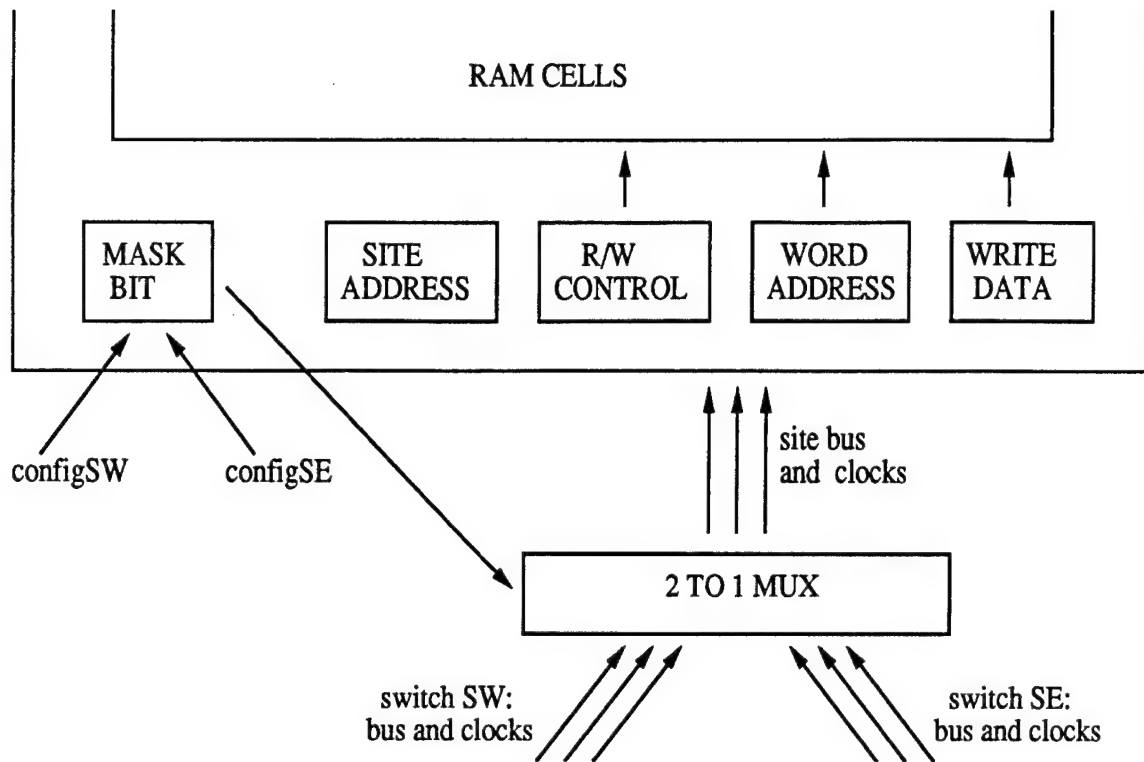 RAM CELLS
MASK
BIT
SITE
ADDRESS
R/W
CONTROL
WORD
ADDRESS
WRITE
DATA
configSW
configSE
site bus
and clocks
2 TO 1 MUX
switch SW:
bus and clocks
switch SE:
bus and clocks